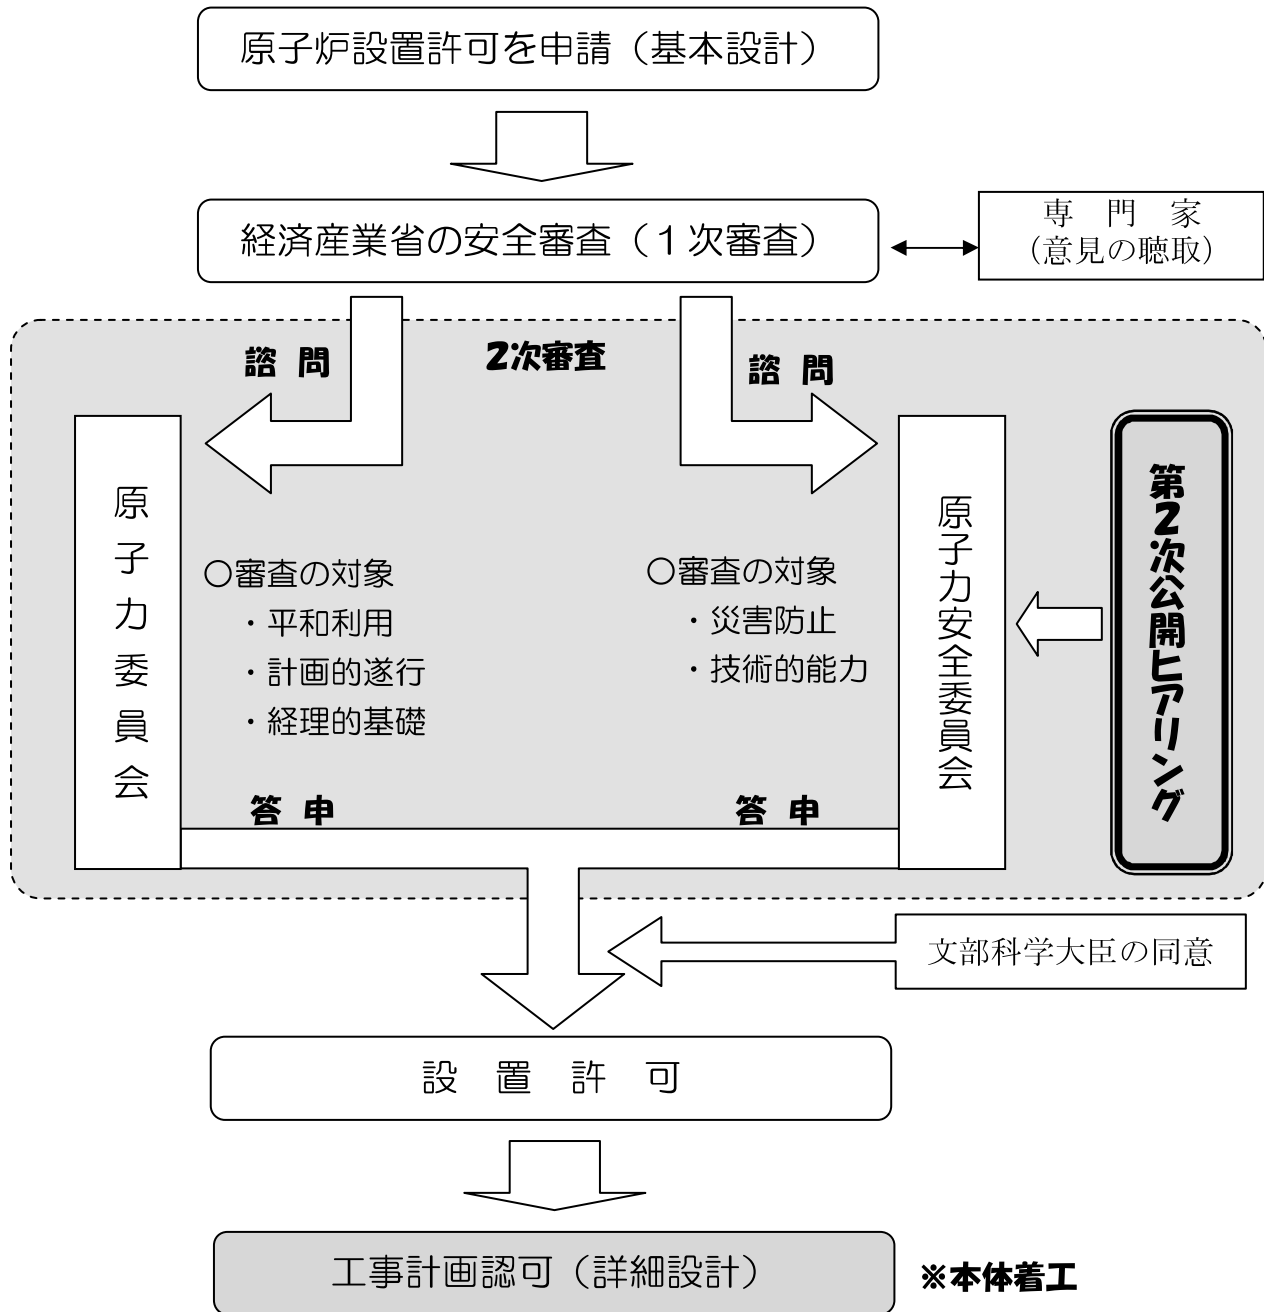 原子炉設置許可を申請（基本設計）
経済産業省の安全審査（１次審査）
専　門　家
（意見の聴取）
２次審査
諮 問
諮 問
原子力委員会
○審査の対象
・平和利用
・計画的遂行
・経理的基礎
○審査の対象
・災害防止
・技術的能力
原子力安全委員会
第２次公開ヒアリング
答 申
答 申
文部科学大臣の同意
設　置　許　可
工事計画認可（詳細設計）
※本体着工